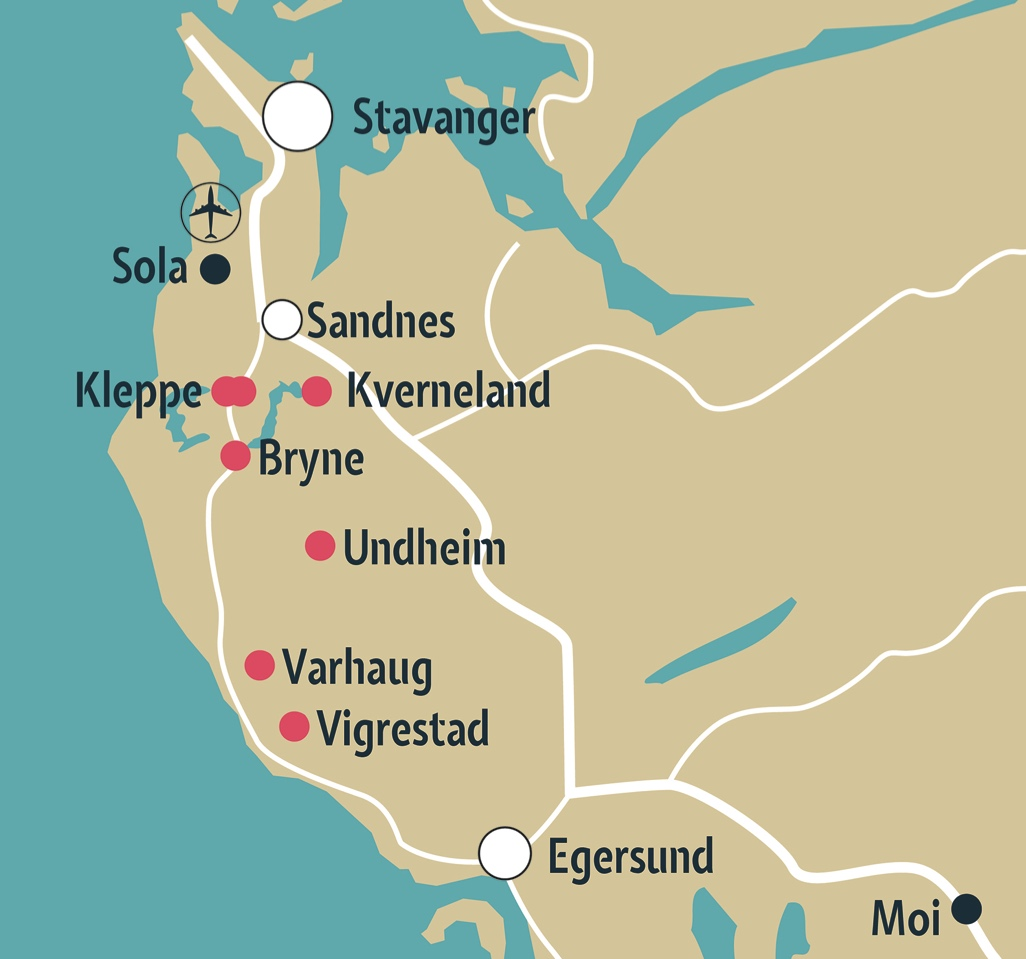 Stavanger
Sola
Sandnes
Kleppe
Kverneland
Bryne
Undheim
Varhaug
Vigrestad
Egersund
Moi